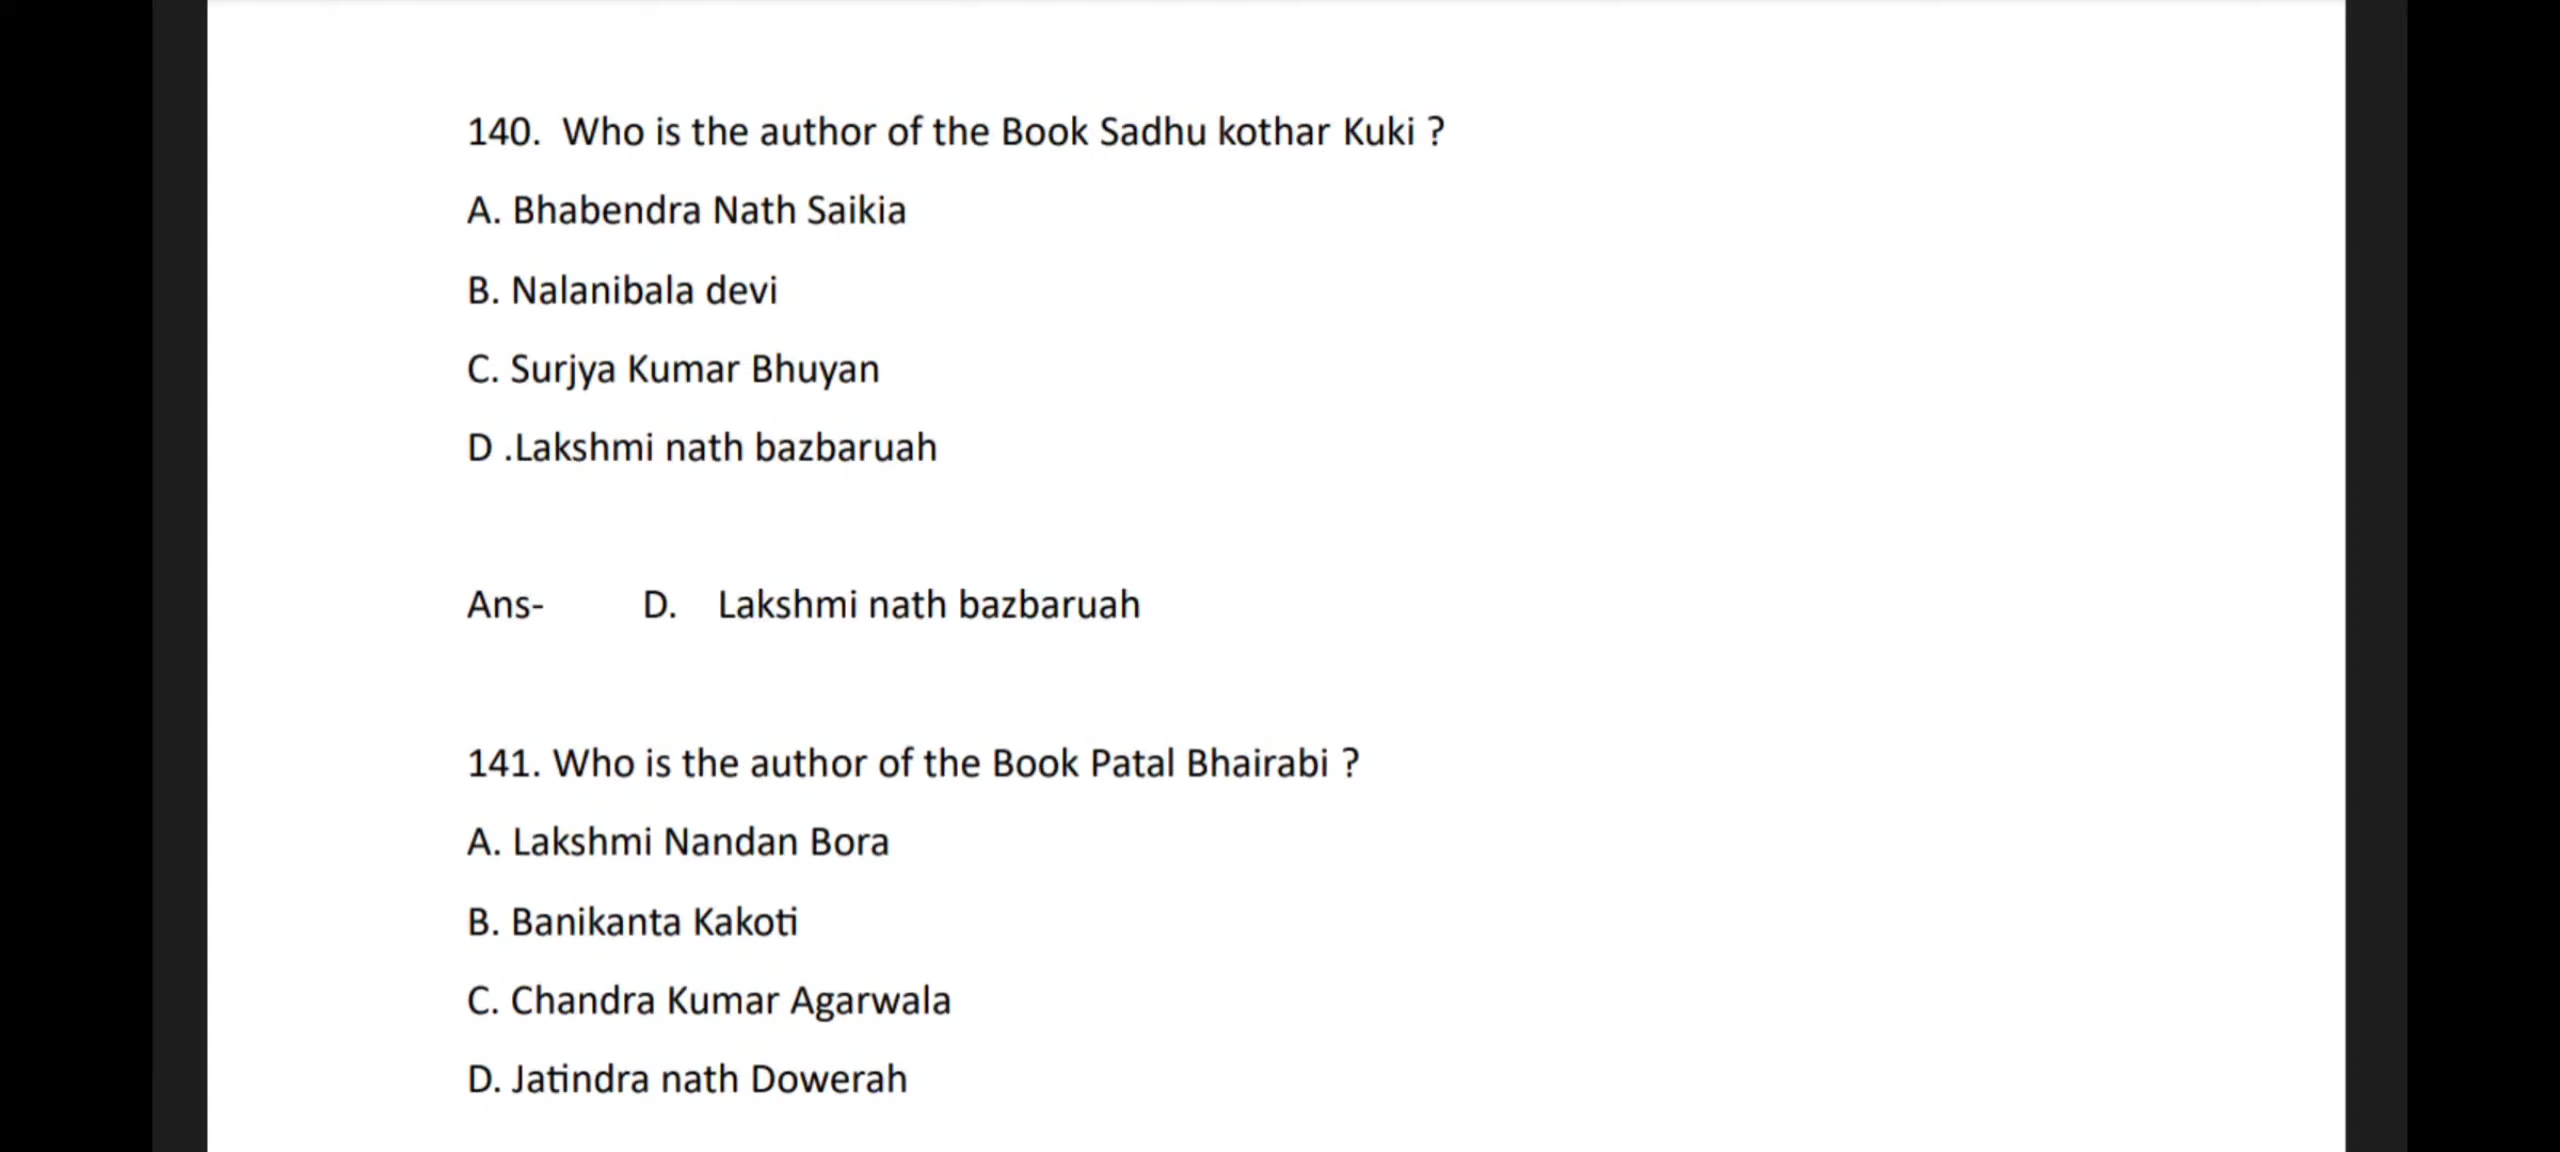 140.  Who is the author of the Book Sadhu kothar Kuki ?
A. Bhabendra Nath Saikia
B. Nalanibala devi
C. Surjya Kumar Bhuyan
D .Lakshmi nath bazbaruah
Ans-    D.  Lakshmi nath bazbaruah
141. Who is the author of the Book Patal Bhairabi ?
A. Lakshmi Nandan Bora
B. Banikanta Kakoti
C. Chandra Kumar Agarwala
D. Jatindra nath Dowerah